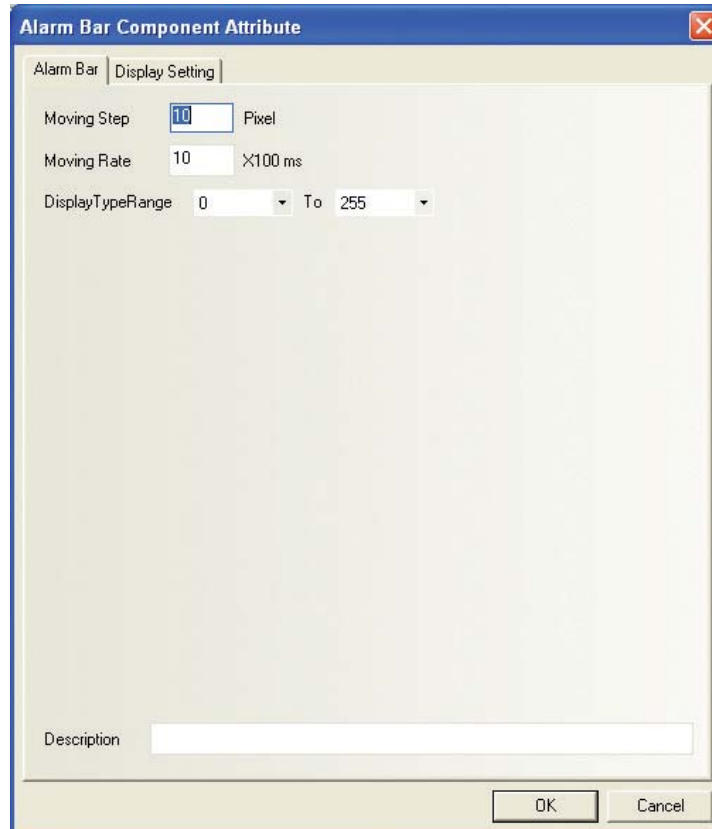 Alarm Bar Component Attribute
Alarm Bar Display Setting
Moving Step 10 Pixel
Moving Rate 10 X100 ms
DisplayTypeRange 0 To 255
Description
OK Cancel